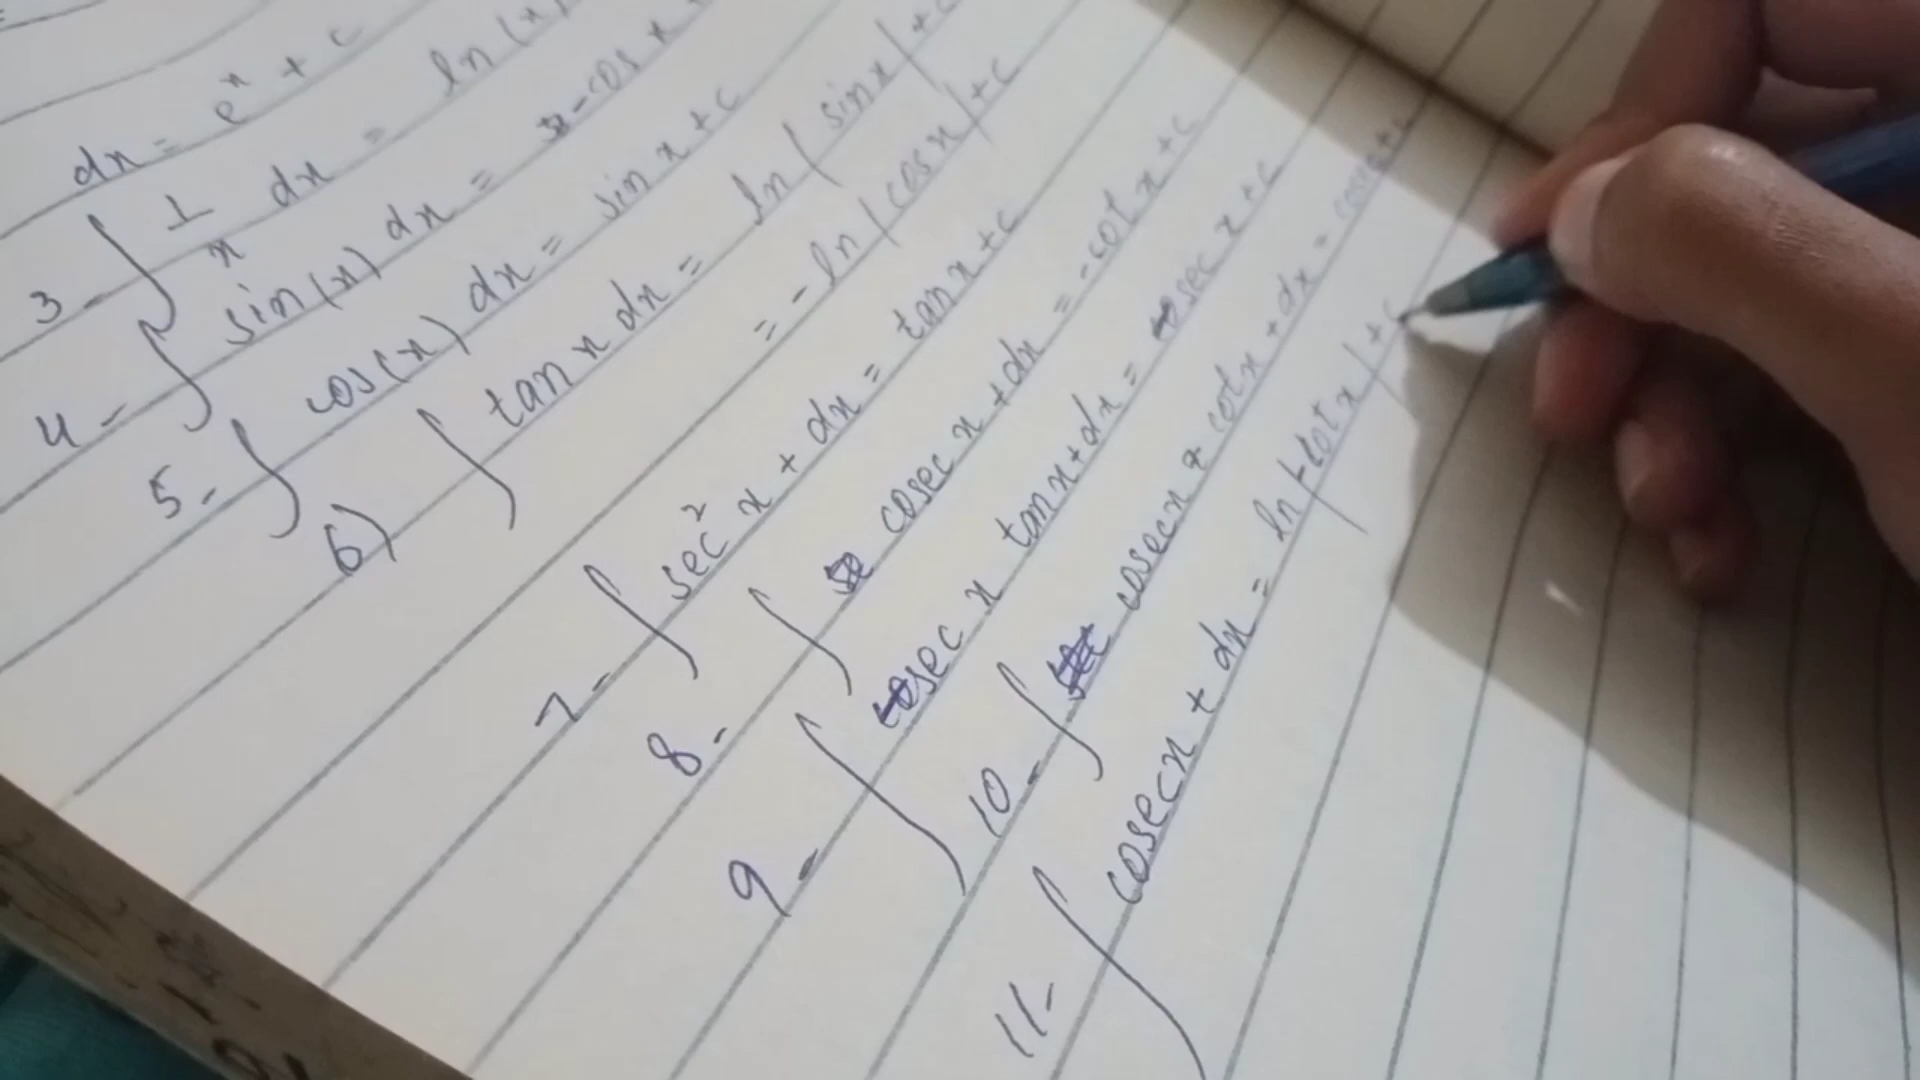 dx = e^x + c
3 - ∫ 1/x dx = ln(x)
4 - ∫ sin(x) dx = -cos x +
5 - ∫ cos(x) dx = sin x + c
6) ∫ tan x dx = ln | sin x | + c
= - ln | cos x | + c
7 - ∫ sec² x + dx = tan x + c
8 - ∫ cosec x + dx = - cot x + c
9 - ∫ sec x tan x + dx = sec x + c
10 - ∫ cosec x + cot x + dx = cosec + c
11 - ∫ cosec x + dx = ln | - cot x | + c